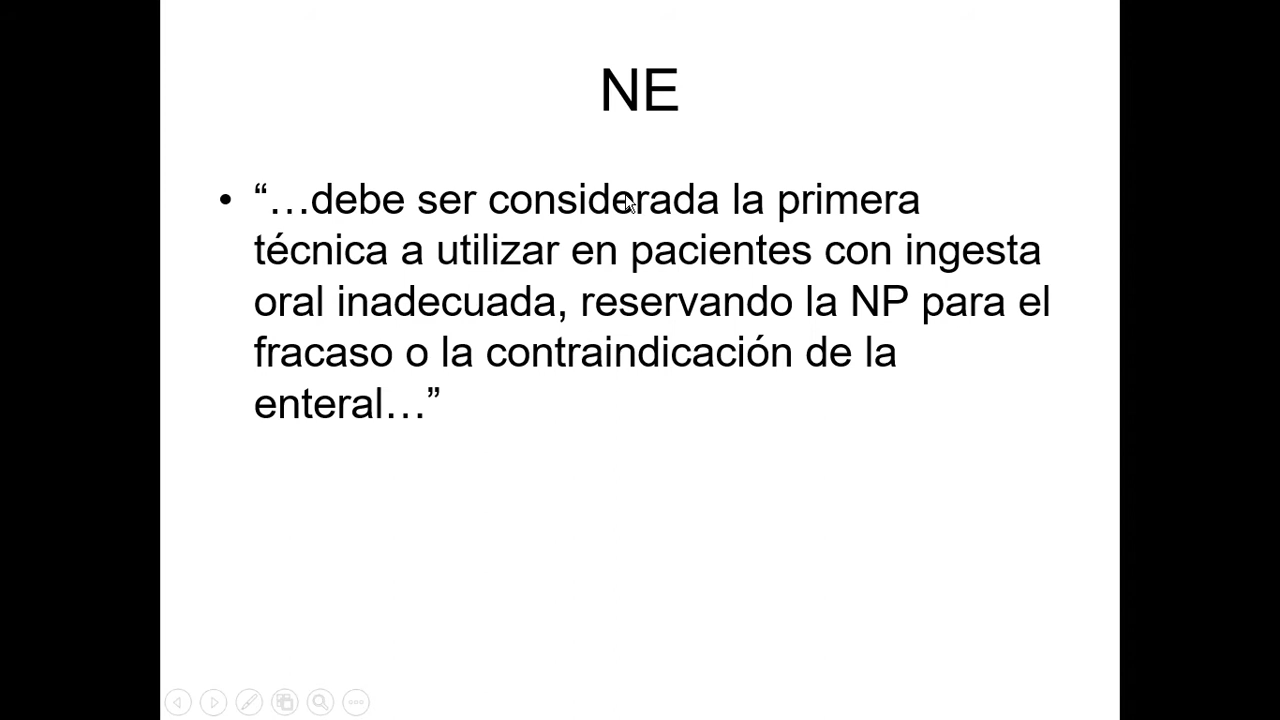 NE
• “…debe ser considerada la primera
técnica a utilizar en pacientes con ingesta
oral inadecuada, reservando la NP para el
fracaso o la contraindicación de la
enteral…”